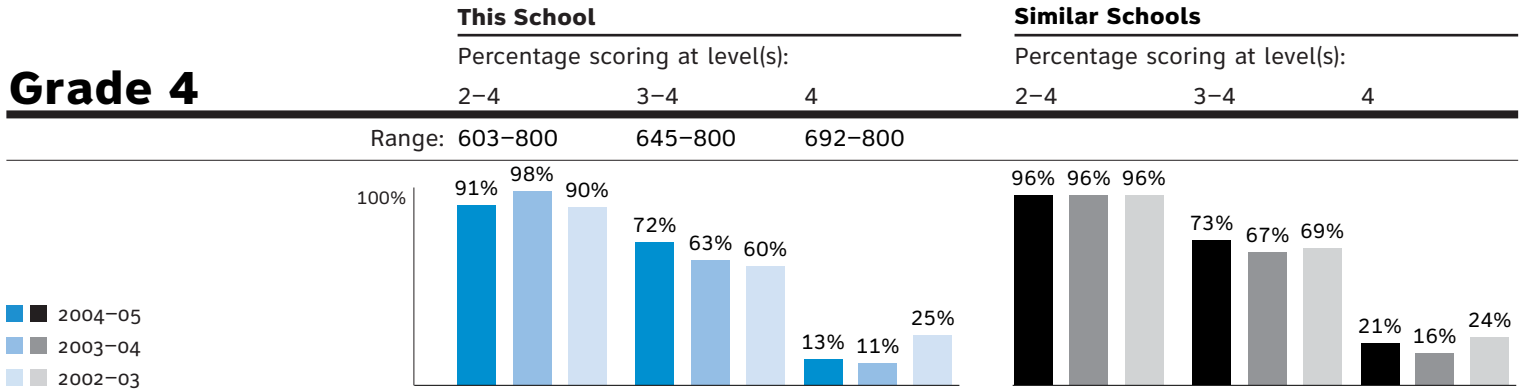 This School Similar Schools
Percentage scoring at level(s): Percentage scoring at level(s):
Grade 4 2–4 3–4 4 2–4 3–4 4
Range: 603–800 645–800 692–800
100%
91% 98% 90% 72% 63% 60% 13% 11% 25%
96% 96% 96% 73% 67% 69% 21% 16% 24%
2004–05
2003–04
2002–03